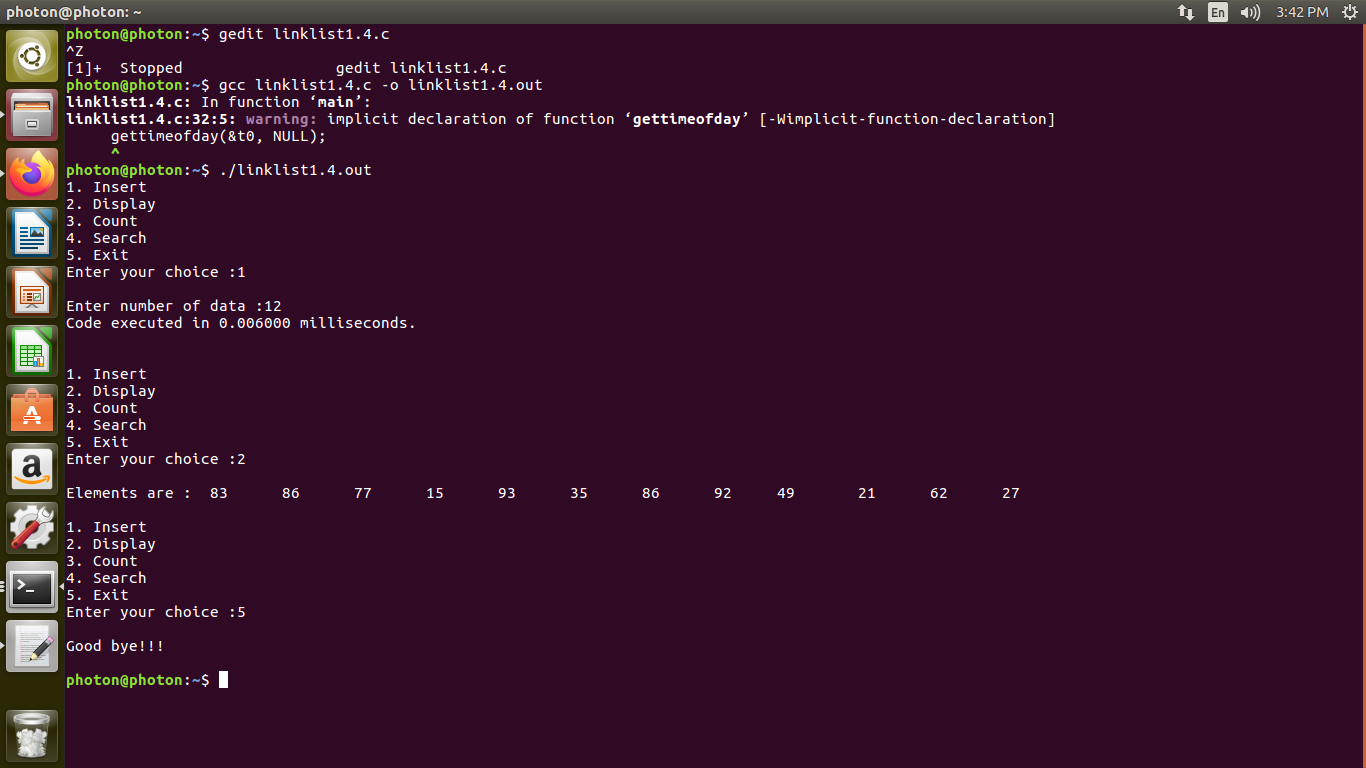 photon@photon: ~
En
3:42 PM
photon@photon:~$ gedit linklist1.4.c
^Z
[1]+  Stopped                 gedit linklist1.4.c
photon@photon:~$ gcc linklist1.4.c -o linklist1.4.out
linklist1.4.c: In function ‘main’:
linklist1.4.c:32:5: warning: implicit declaration of function ‘gettimeofday’ [-Wimplicit-function-declaration]
     gettimeofday(&t0, NULL);
     ^
photon@photon:~$ ./linklist1.4.out
1. Insert
2. Display
3. Count
4. Search
5. Exit
Enter your choice :1
Enter number of data :12
Code executed in 0.006000 milliseconds.
1. Insert
2. Display
3. Count
4. Search
5. Exit
Enter your choice :2
Elements are :  83      86      77      15      93      35      86      92     49       21      62      27
1. Insert
2. Display
3. Count
4. Search
5. Exit
Enter your choice :5
Good bye!!!
photon@photon:~$